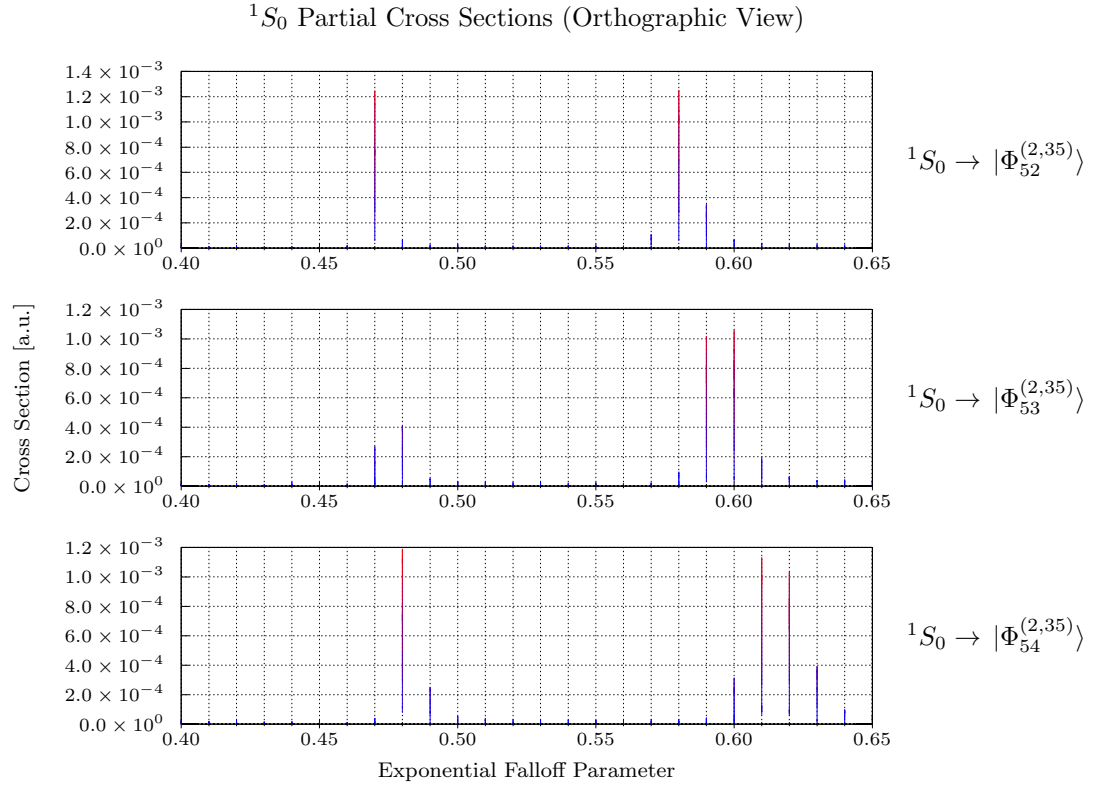 ¹S₀ Partial Cross Sections (Orthographic View)
1.4 × 10⁻³
1.2 × 10⁻³
1.0 × 10⁻³
8.0 × 10⁻⁴
6.0 × 10⁻⁴
4.0 × 10⁻⁴
2.0 × 10⁻⁴
0.0 × 10⁰
0.40 0.45 0.50 0.55 0.60 0.65
¹S₀ → |Φ₅₂⁽²,³⁵⁾⟩
1.2 × 10⁻³
1.0 × 10⁻³
8.0 × 10⁻⁴
6.0 × 10⁻⁴
4.0 × 10⁻⁴
2.0 × 10⁻⁴
0.0 × 10⁰
0.40 0.45 0.50 0.55 0.60 0.65
¹S₀ → |Φ₅₃⁽²,³⁵⁾⟩
Cross Section [a.u.]
1.2 × 10⁻³
1.0 × 10⁻³
8.0 × 10⁻⁴
6.0 × 10⁻⁴
4.0 × 10⁻⁴
2.0 × 10⁻⁴
0.0 × 10⁰
0.40 0.45 0.50 0.55 0.60 0.65
¹S₀ → |Φ₅₄⁽²,³⁵⁾⟩
Exponential Falloff Parameter